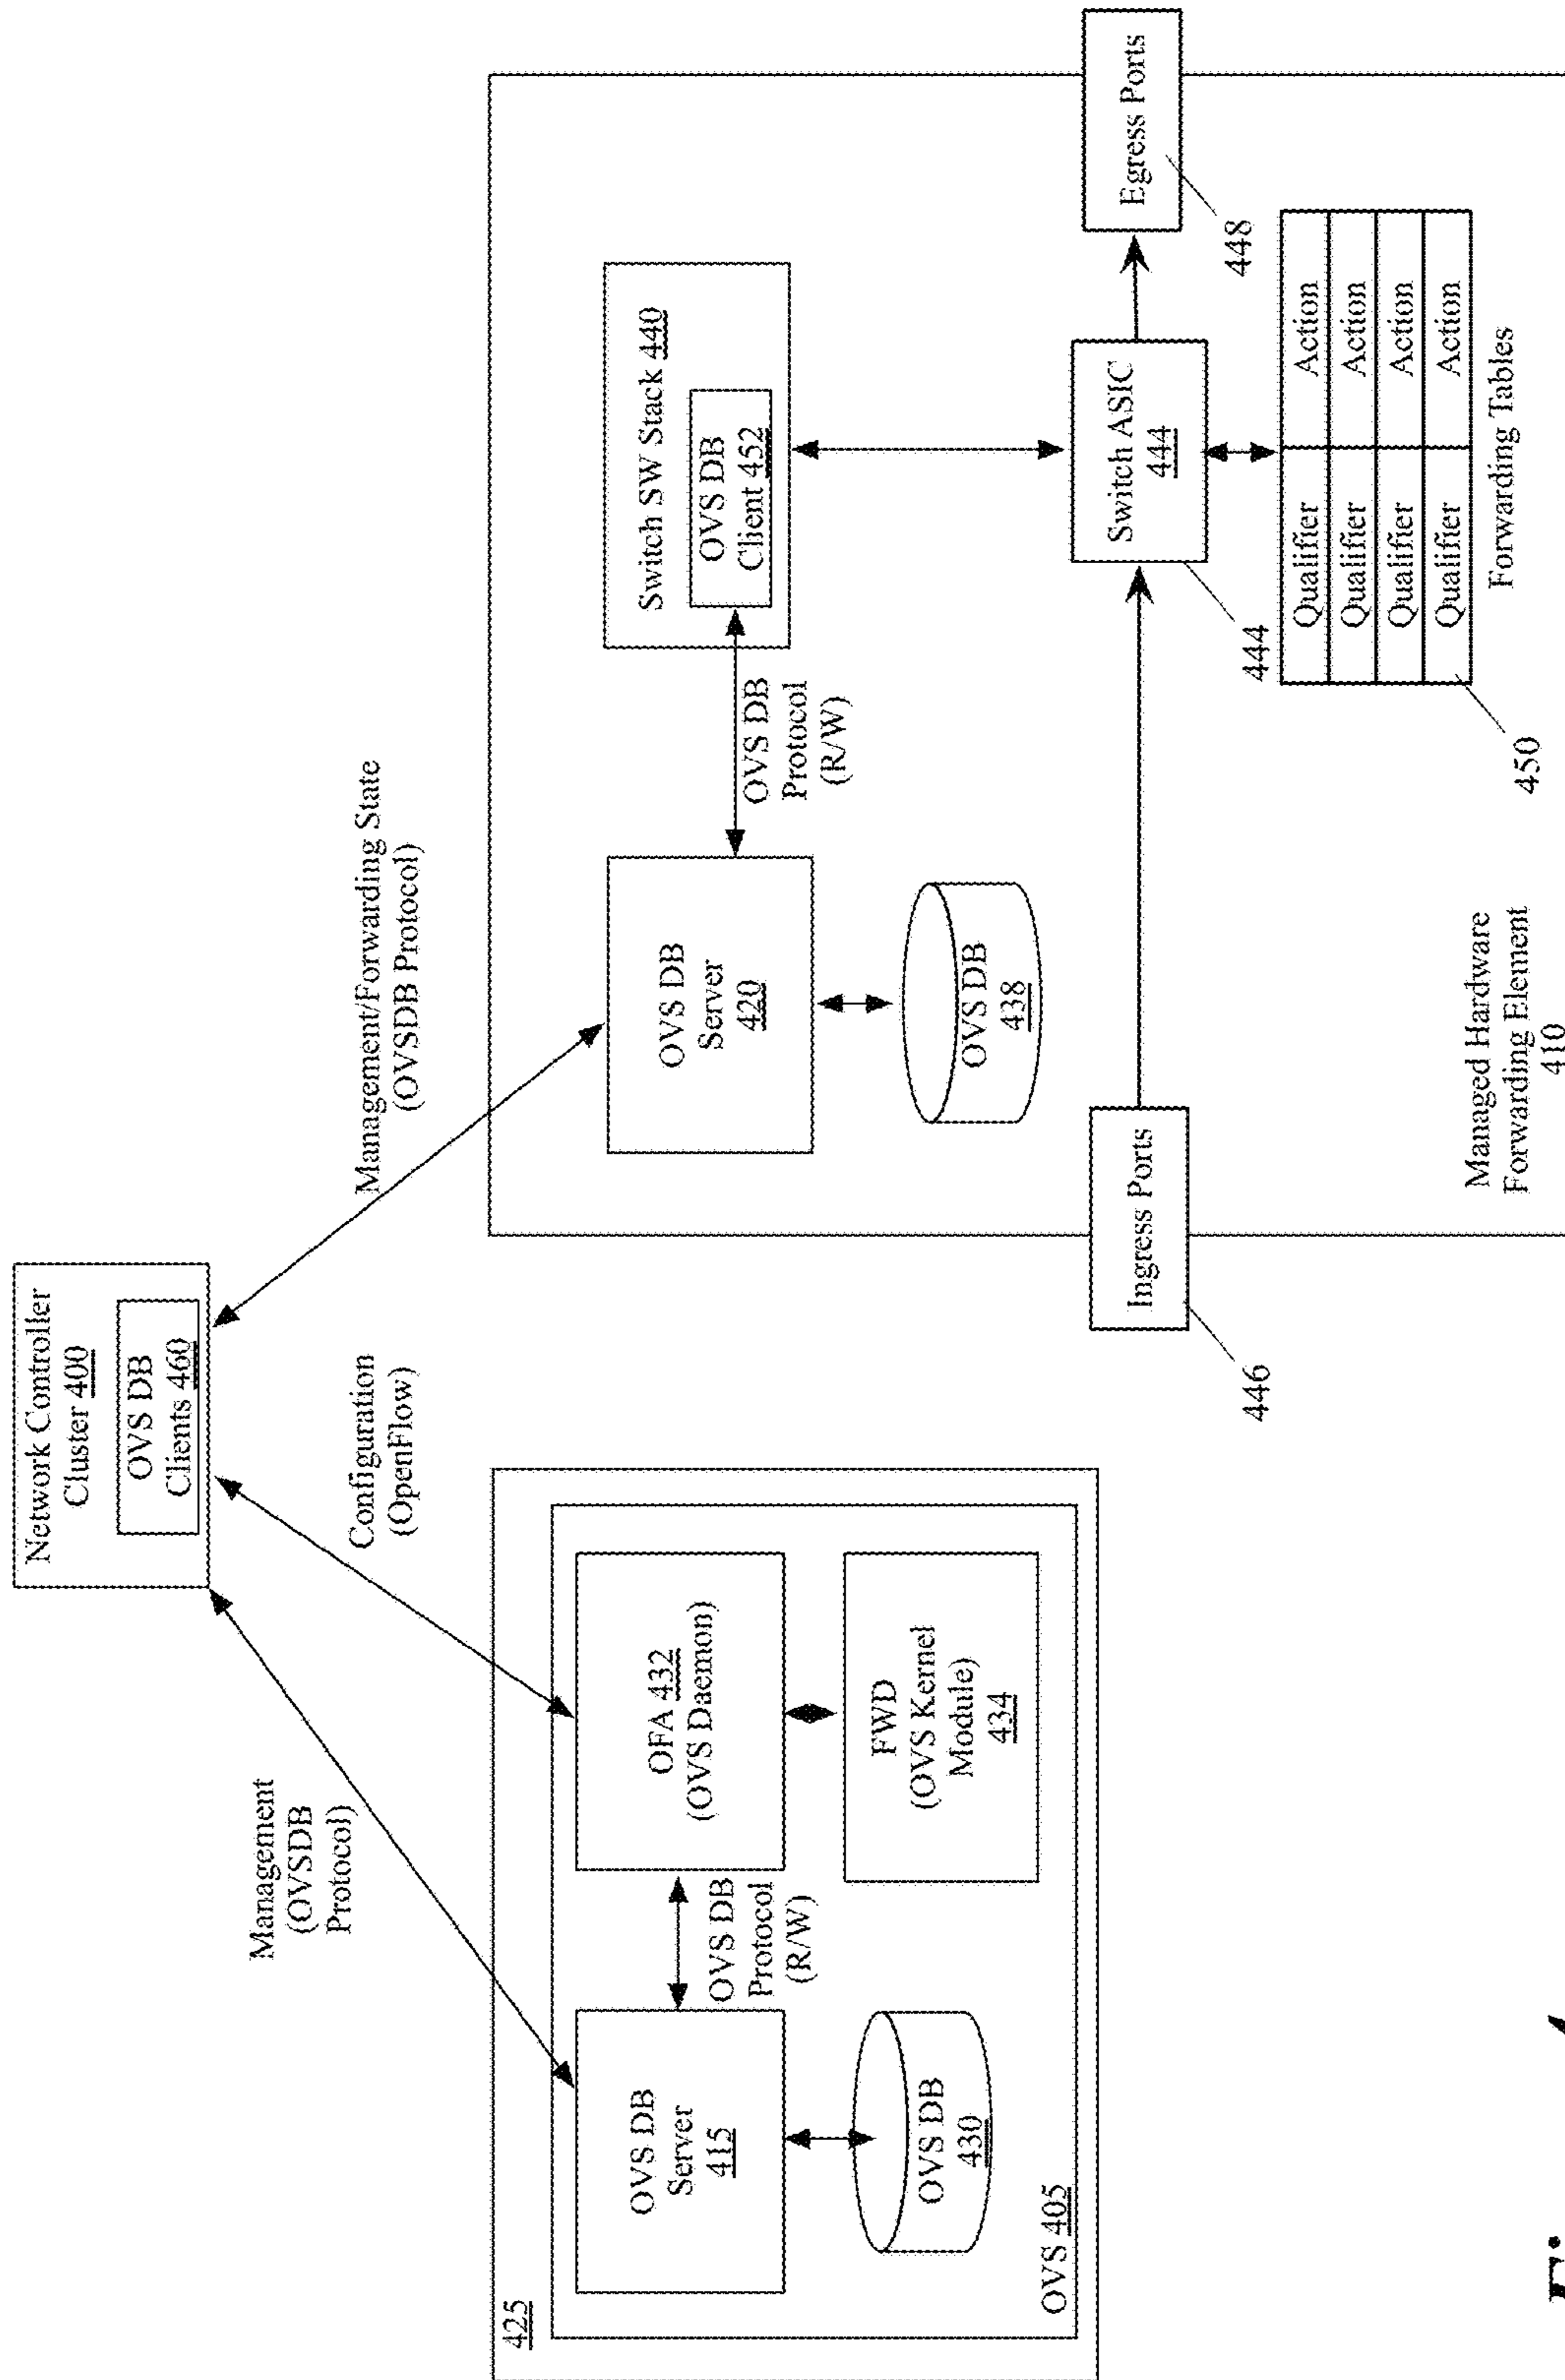 Network Controller
Cluster 400
OVS DB
Clients 460
Management
(OVSDB
Protocol)
Configuration
(OpenFlow)
Management/Forwarding State
(OVSDB Protocol)
425
OVS DB
Server
415
OVS DB
Protocol
(R/W)
OFA 432
(OVS Daemon)
OVS DB
430
FWD
(OVS Kernel
Module)
434
OVS 405
OVS DB
Server
420
OVS DB
Protocol
(R/W)
Switch SW Stack 440
OVS DB
Client 452
OVS DB
438
Ingress Ports
446
Switch ASIC
444
444
Egress Ports
448
Qualifier Action
Qualifier Action
Qualifier Action
Qualifier Action
450
Forwarding Tables
Managed Hardware
Forwarding Element
410